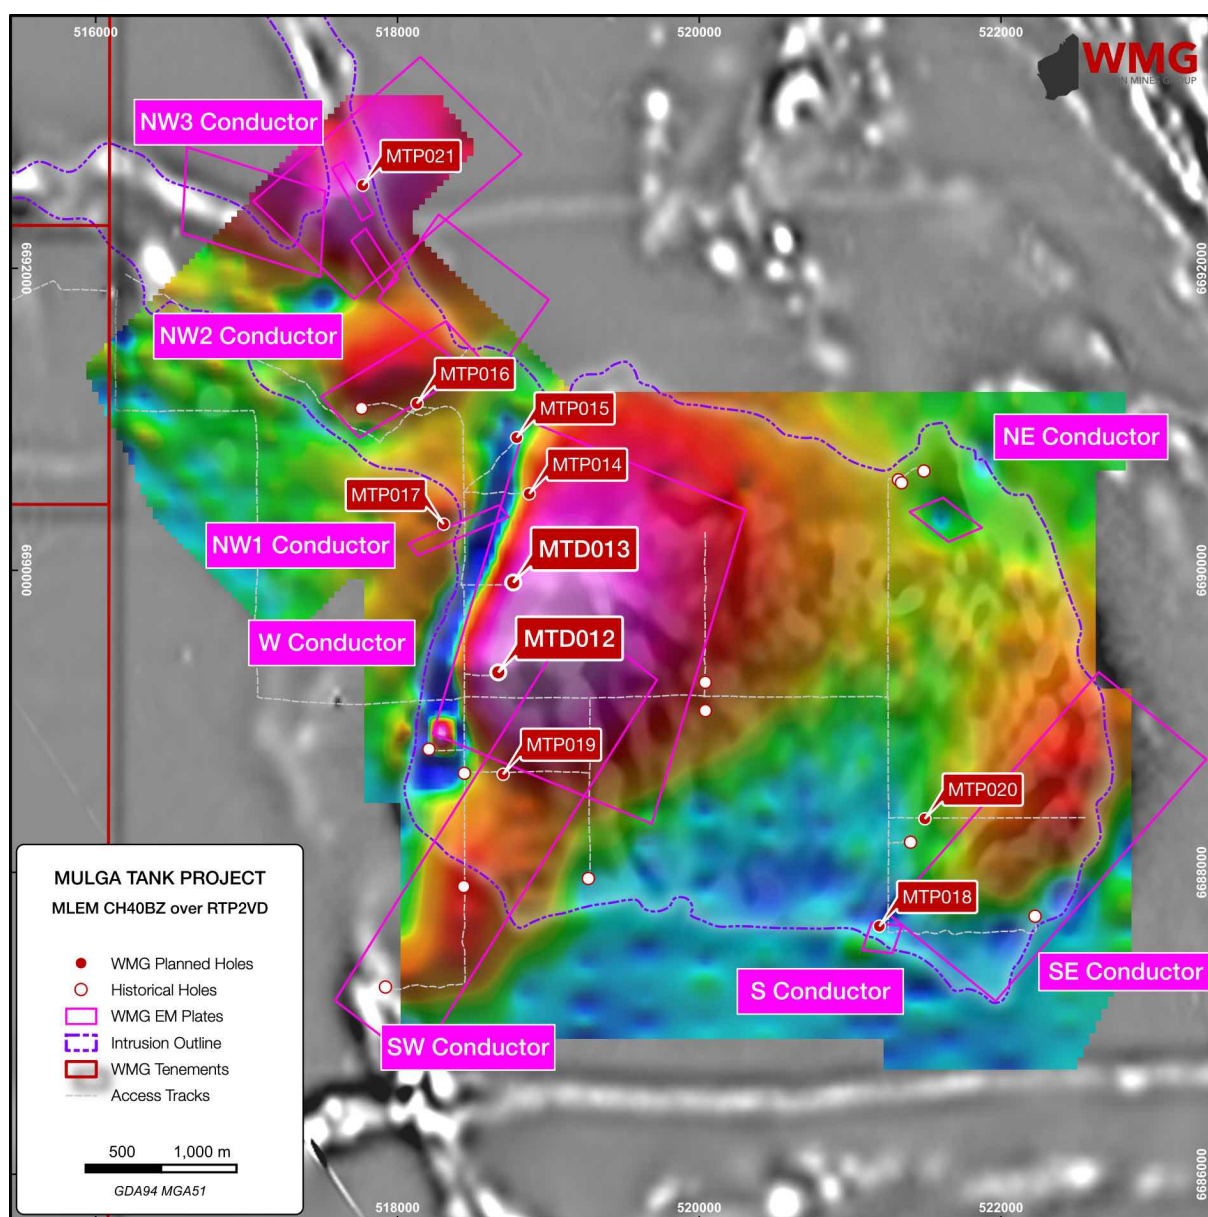 516000
518000
520000
522000
WMG
N MINES GROUP
NW3 Conductor
MTP021
6692000
6692000
NW2 Conductor
MTP016
MTP015
NE Conductor
MTP014
MTP017
NW1 Conductor
MTD013
6690000
6690000
W Conductor
MTD012
MTP019
MTP020
MULGA TANK PROJECT
MLEM CH40BZ over RTP2VD
6688000
MTP018
WMG Planned Holes
SE Conductor
Historical Holes
S Conductor
WMG EM Plates
Intrusion Outline
SW Conductor
WMG Tenements
Access Tracks
500 1,000 m
GDA94 MGA51
6686000
518000
520000
522000